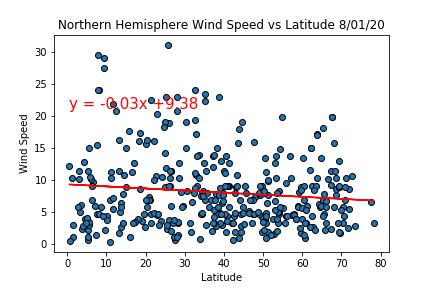 Northern Hemisphere Wind Speed vs Latitude 8/01/20
30
25
y = -0.03x +9.38
20
15
10
5
0
Wind Speed
0 10 20 30 40 50 60 70 80
Latitude